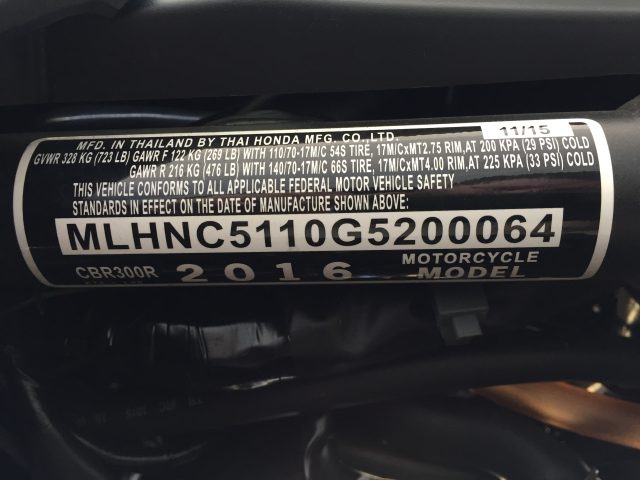 MFD. IN THAILAND BY THAI HONDA MFG. CO., LTD. 11/15
GVWR 328 KG (723 LB) GAWR F 122 KG (269 LB) WITH 110/70-17M/C 54S TIRE, 17M/CxMT2.75 RIM,AT 200 KPA (29 PSI) COLD
GAWR R 216 KG (476 LB) WITH 140/70-17M/C 66S TIRE, 17M/CxMT4.00 RIM,AT 225 KPA (33 PSI) COLD
THIS VEHICLE CONFORMS TO ALL APPLICABLE FEDERAL MOTOR VEHICLE SAFETY
STANDARDS IN EFFECT ON THE DATE OF MANUFACTURE SHOWN ABOVE:
MLHNC5110G5200064
CBR300R 2016 MOTORCYCLE MODEL